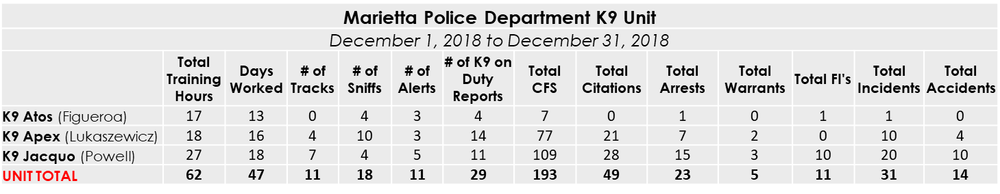 Marietta Police Department K9 Unit
December 1, 2018 to December 31, 2018
Total Training Hours Days Worked # of Tracks # of Sniffs # of Alerts # of K9 on Duty Reports Total CFS Total Citations Total Arrests Total Warrants Total FI's Total Incidents Total Accidents
K9 Atos (Figueroa) 17 13 0 4 3 4 7 0 1 0 1 1 0
K9 Apex (Lukaszewicz) 18 16 4 10 3 14 77 21 7 2 0 10 4
K9 Jacquo (Powell) 27 18 7 4 5 11 109 28 15 3 10 20 10
UNIT TOTAL 62 47 11 18 11 29 193 49 23 5 11 31 14